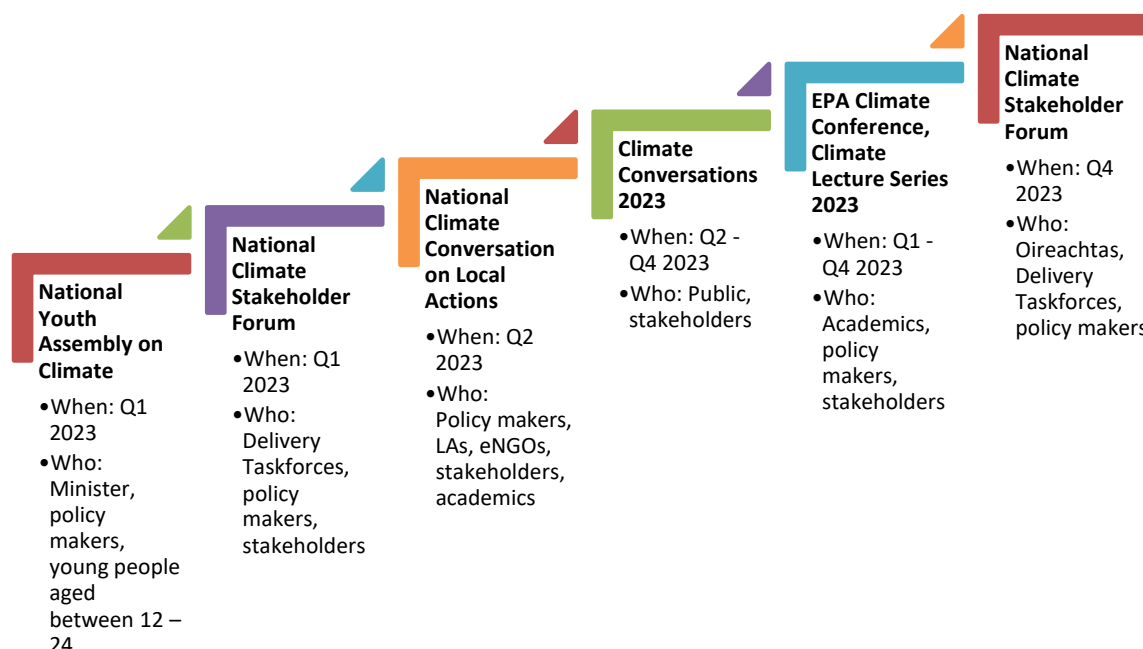 National
Youth
Assembly on
Climate
•When: Q1
2023
•Who:
Minister,
policy
makers,
young people
aged
between 12 –
24
National
Climate
Stakeholder
Forum
•When: Q1
2023
•Who:
Delivery
Taskforces,
policy
makers,
stakeholders
National
Climate
Conversation
on Local
Actions
•When: Q2
2023
•Who:
Policy makers,
LAs, eNGOs,
stakeholders,
academics
Climate
Conversations
2023
•When: Q2 -
Q4 2023
•Who: Public,
stakeholders
EPA Climate
Conference,
Climate
Lecture Series
2023
•When: Q1 -
Q4 2023
•Who:
Academics,
policy
makers,
stakeholders
National
Climate
Stakeholder
Forum
•When: Q4
2023
•Who:
Oireachtas,
Delivery
Taskforces,
policy makers